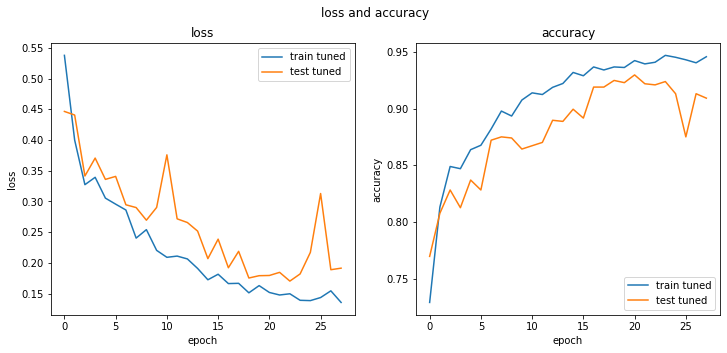 loss and accuracy
loss
0.55
0.50
0.45
0.40
0.35
0.30
0.25
0.20
0.15
loss
0 5 10 15 20 25
epoch
train tuned
test tuned
accuracy
0.95
0.90
0.85
0.80
0.75
accuracy
0 5 10 15 20 25
epoch
train tuned
test tuned